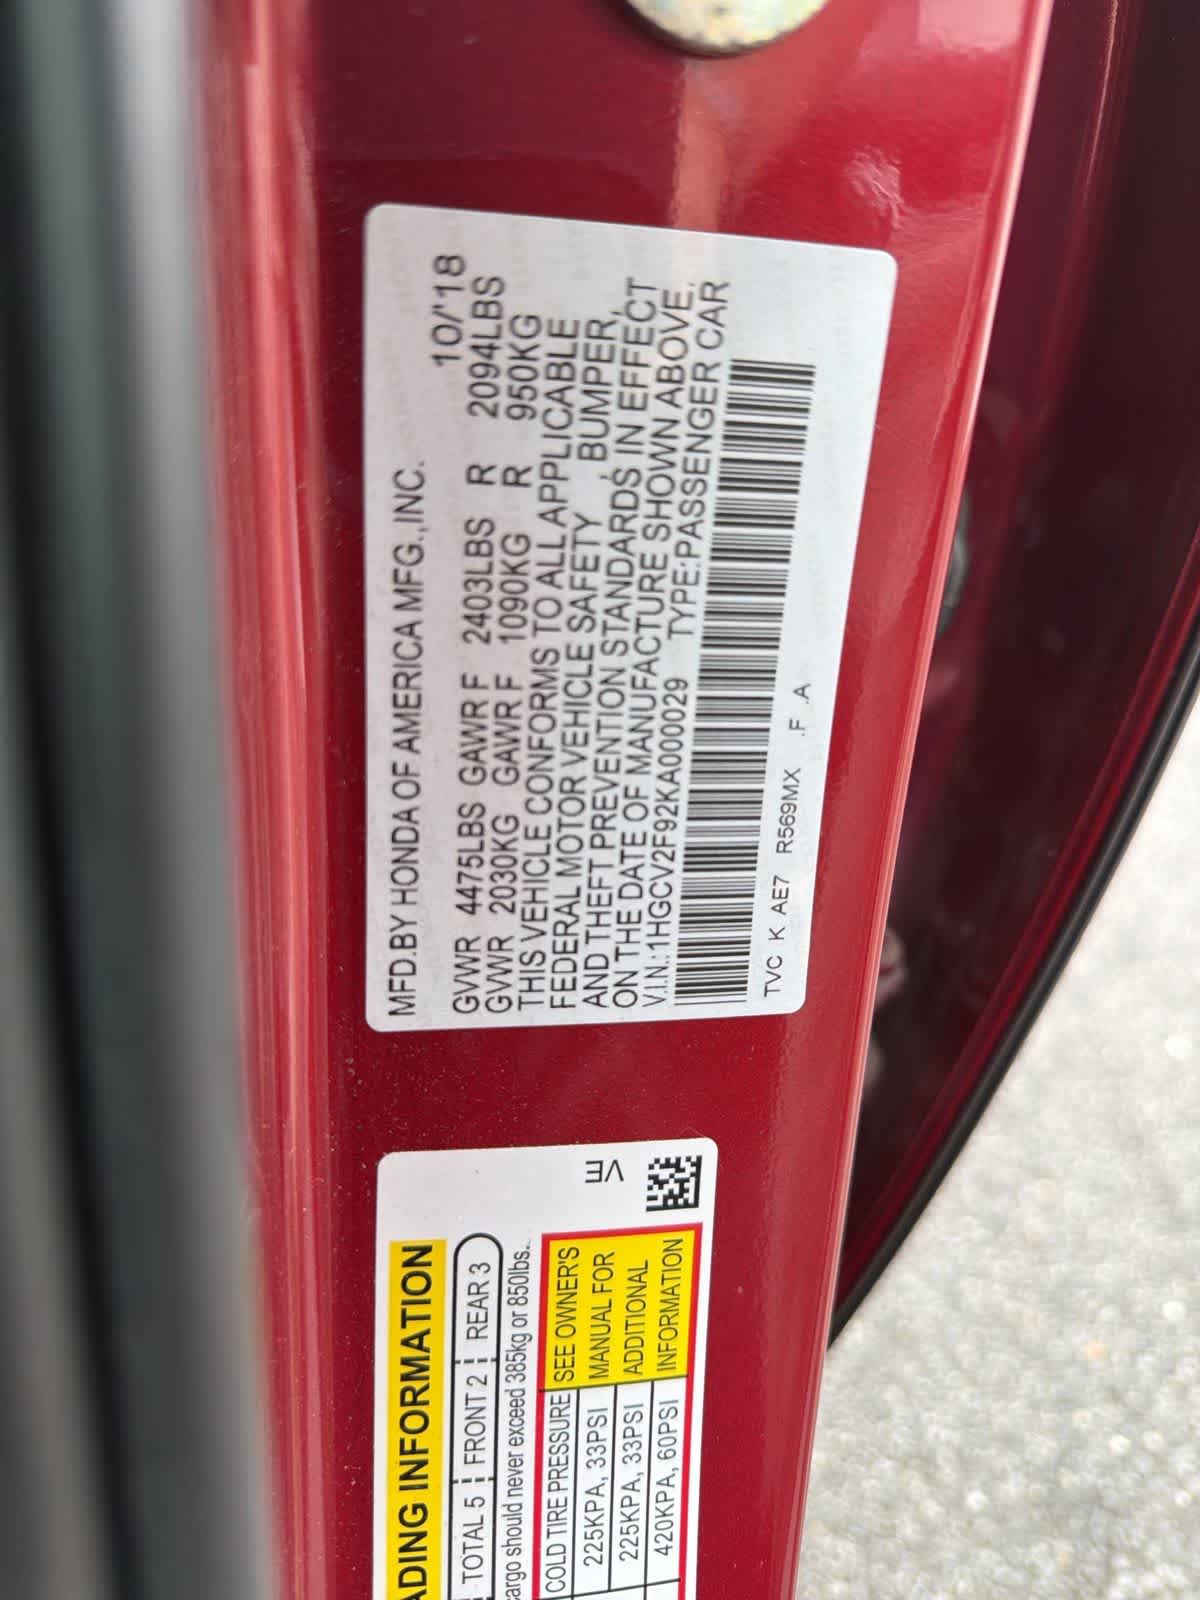 MFD.BY HONDA OF AMERICA MFG.,INC. 10/'18
GVWR 4475LBS GAWR F 2403LBS R 2094LBS
GVWR 2030KG GAWR F 1090KG R 950KG
THIS VEHICLE CONFORMS TO ALL APPLICABLE
FEDERAL MOTOR VEHICLE SAFETY , BUMPER,
AND THEFT PREVENTION STANDARDS IN EFFECT
ON THE DATE OF MANUFACTURE SHOWN ABOVE.
V.I.N.:1HGCV2F92KA000029 TYPE:PASSENGER CAR
TVC K AE7 R569MX .F .A
ADING INFORMATION
TOTAL 5 FRONT 2 REAR 3
cargo should never exceed 385kg or 850lbs.
COLD TIRE PRESSURE
225KPA, 33PSI
225KPA, 33PSI
420KPA, 60PSI
SEE OWNER'S
MANUAL FOR
ADDITIONAL
INFORMATION
VE